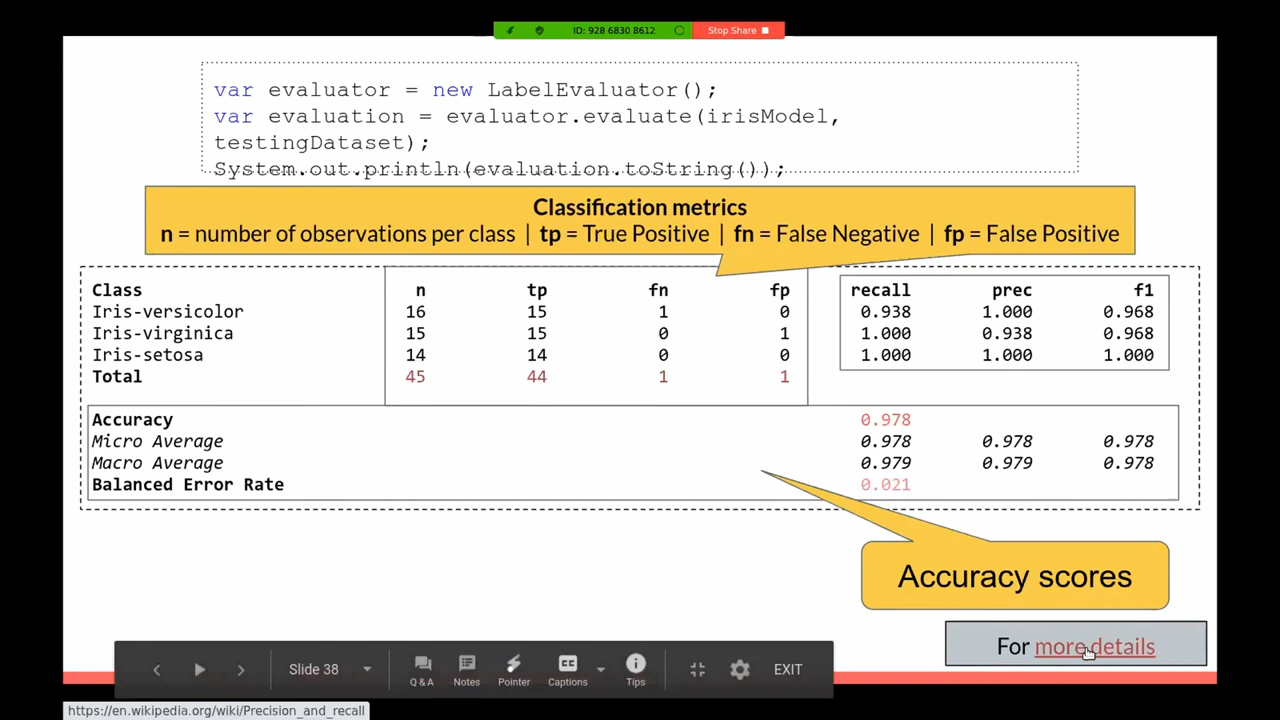 ID: 928 6830 8612 Stop Share
var evaluator = new LabelEvaluator();
var evaluation = evaluator.evaluate(irisModel,
testingDataset);
System.out.println(evaluation.toString());
Classification metrics
n = number of observations per class | tp = True Positive | fn = False Negative | fp = False Positive
Class n tp fn fp recall prec f1
Iris-versicolor 16 15 1 0 0.938 1.000 0.968
Iris-virginica 15 15 0 1 1.000 0.938 0.968
Iris-setosa 14 14 0 0 1.000 1.000 1.000
Total 45 44 1 1
Accuracy 0.978
Micro Average 0.978 0.978 0.978
Macro Average 0.979 0.979 0.978
Balanced Error Rate 0.021
Accuracy scores
For more details
Slide 38 Q & A Notes Pointer CC Captions Tips EXIT
https://en.wikipedia.org/wiki/Precision_and_recall